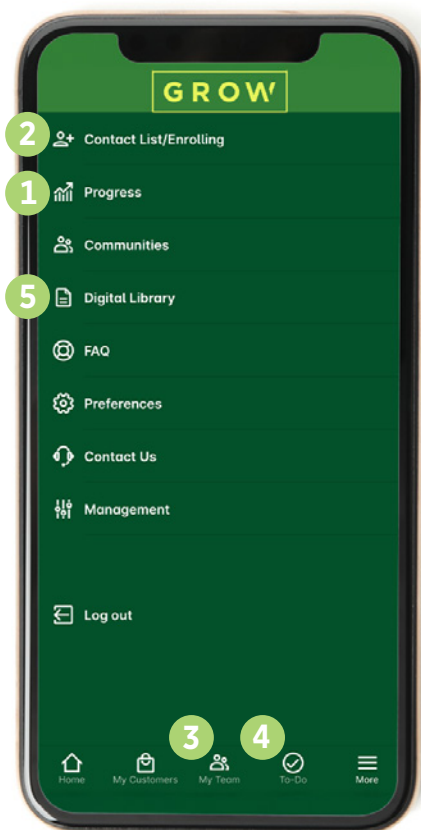 GROW
2 Contact List/Enrolling
1 Progress
Communities
5 Digital Library
FAQ
Preferences
Contact Us
Management
Log out
3 4
Home My Customers My Team To-Do More